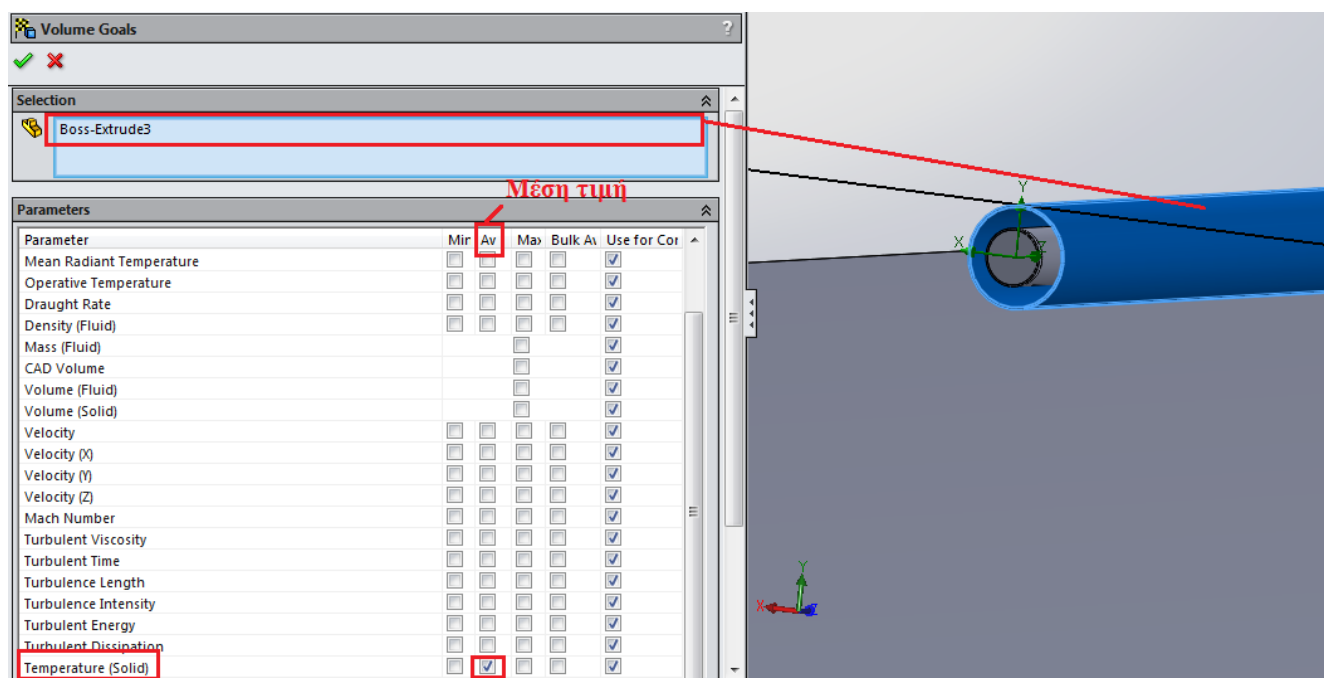 Volume Goals
?
Selection
Boss-Extrude3
Μέση τιμή
Parameters
Parameter Mir Av Max Bulk Av Use for Cor
Mean Radiant Temperature
Operative Temperature
Draught Rate
Density (Fluid)
Mass (Fluid)
CAD Volume
Volume (Fluid)
Volume (Solid)
Velocity
Velocity (X)
Velocity (Y)
Velocity (Z)
Mach Number
Turbulent Viscosity
Turbulent Time
Turbulence Length
Turbulence Intensity
Turbulent Energy
Turbulent Dissipation
Temperature (Solid)
Y
X
Z
Y
X
Z